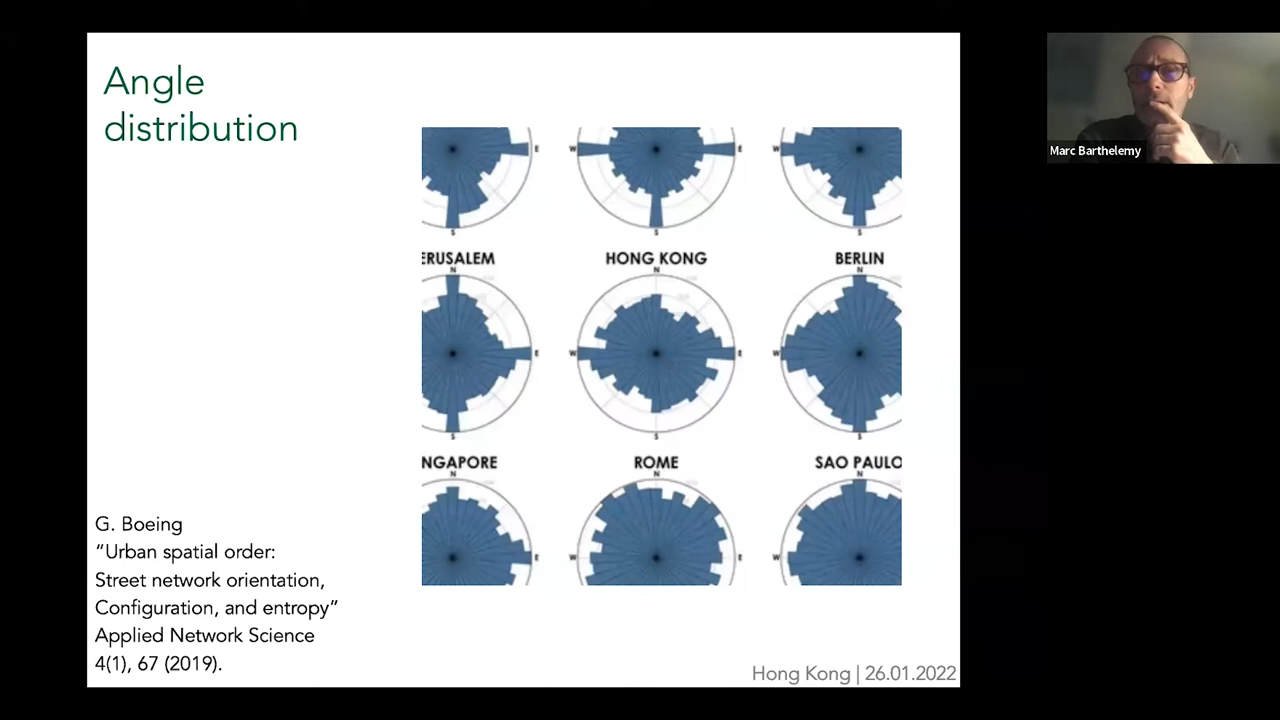 Angle
distribution
E
W
E
W
S
S
S
ERUSALEM
HONG KONG
BERLIN
N
N
N
E
W
E
W
S
S
NGAPORE
ROME
SAO PAULO
N
N
N
E
W
E
W
G. Boeing
“Urban spatial order:
Street network orientation,
Configuration, and entropy”
Applied Network Science
4(1), 67 (2019).
Hong Kong | 26.01.2022
Marc Barthelemy